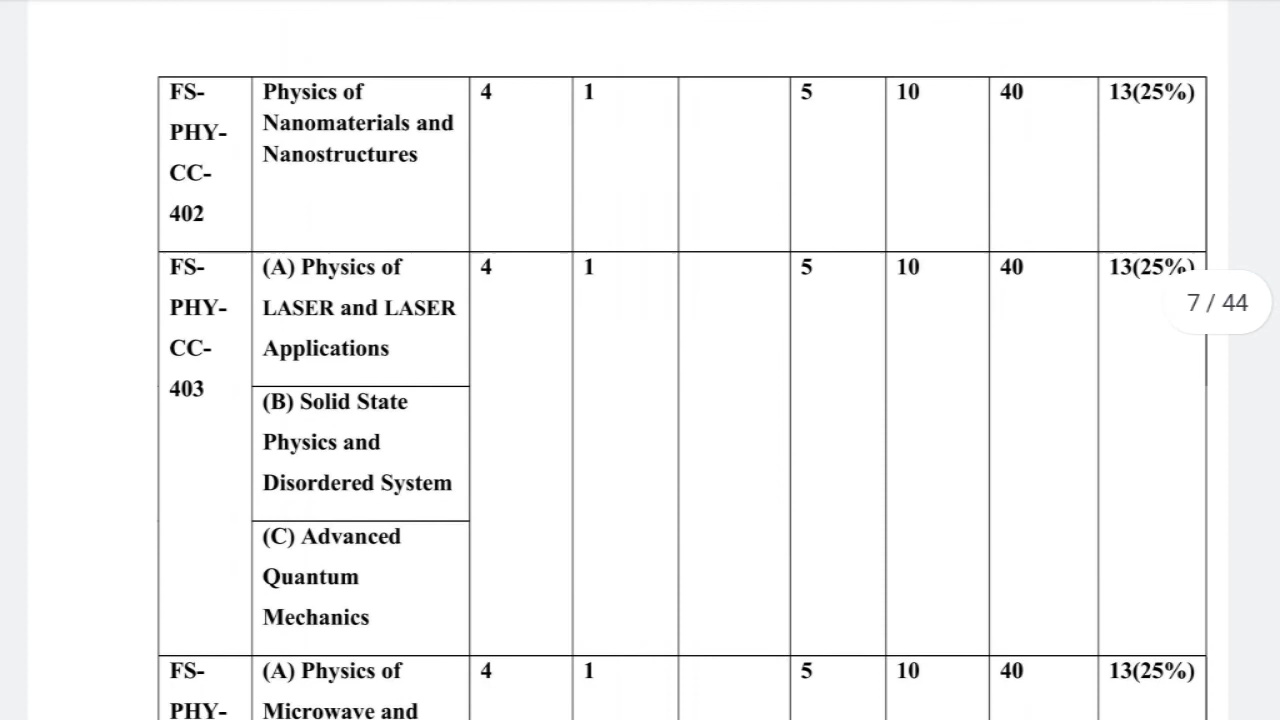 FS- Physics of 4 1 5 10 40 13(25%)
PHY- Nanomaterials and
CC- Nanostructures
402
FS- (A) Physics of 4 1 5 10 40 13(25%)
PHY- LASER and LASER
CC- Applications
403
(B) Solid State
Physics and
Disordered System
(C) Advanced
Quantum
Mechanics
FS- (A) Physics of 4 1 5 10 40 13(25%)
PHY- Microwave and
7 / 44